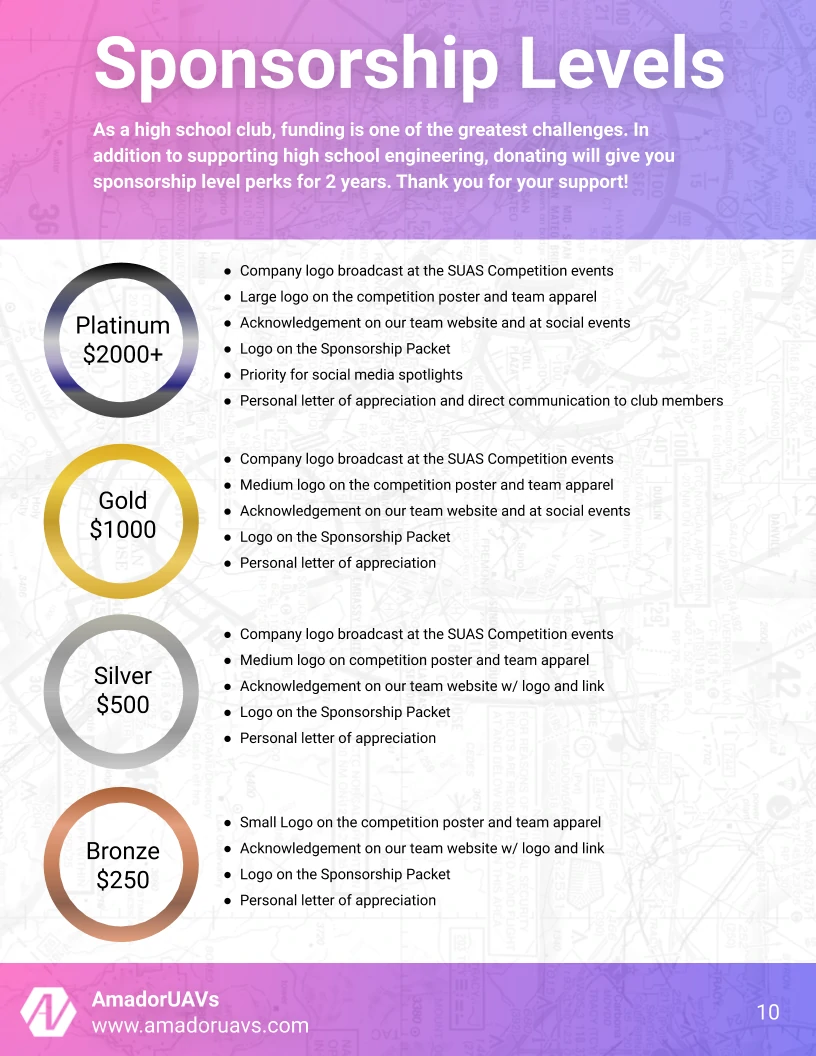 Sponsorship Levels
As a high school club, funding is one of the greatest challenges. In
addition to supporting high school engineering, donating will give you
sponsorship level perks for 2 years. Thank you for your support!
Platinum
$2000+
● Company logo broadcast at the SUAS Competition events
● Large logo on the competition poster and team apparel
● Acknowledgement on our team website and at social events
● Logo on the Sponsorship Packet
● Priority for social media spotlights
● Personal letter of appreciation and direct communication to club members
Gold
$1000
● Company logo broadcast at the SUAS Competition events
● Medium logo on the competition poster and team apparel
● Acknowledgement on our team website and at social events
● Logo on the Sponsorship Packet
● Personal letter of appreciation
Silver
$500
● Company logo broadcast at the SUAS Competition events
● Medium logo on competition poster and team apparel
● Acknowledgement on our team website w/ logo and link
● Logo on the Sponsorship Packet
● Personal letter of appreciation
Bronze
$250
● Small Logo on the competition poster and team apparel
● Acknowledgement on our team website w/ logo and link
● Logo on the Sponsorship Packet
● Personal letter of appreciation
AmadorUAVs
www.amadoruavs.com
10